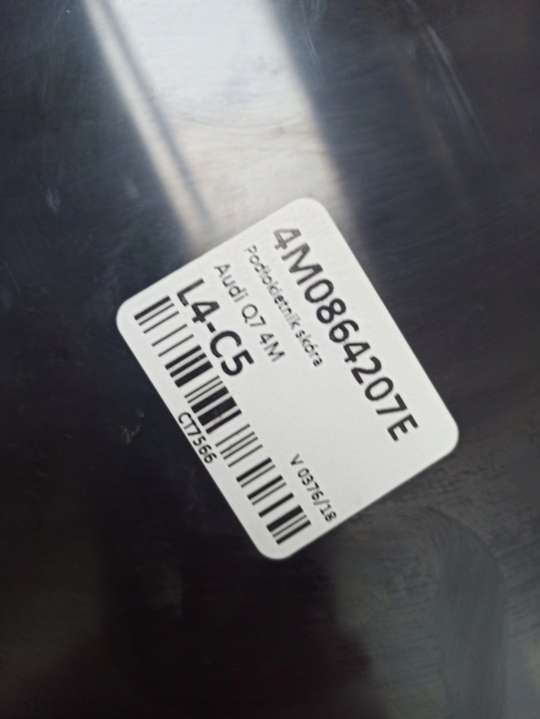 4M0864207E
Podłokietnik skóra
Audi Q7 4M
L4-C5
CT7566
V 0376/18